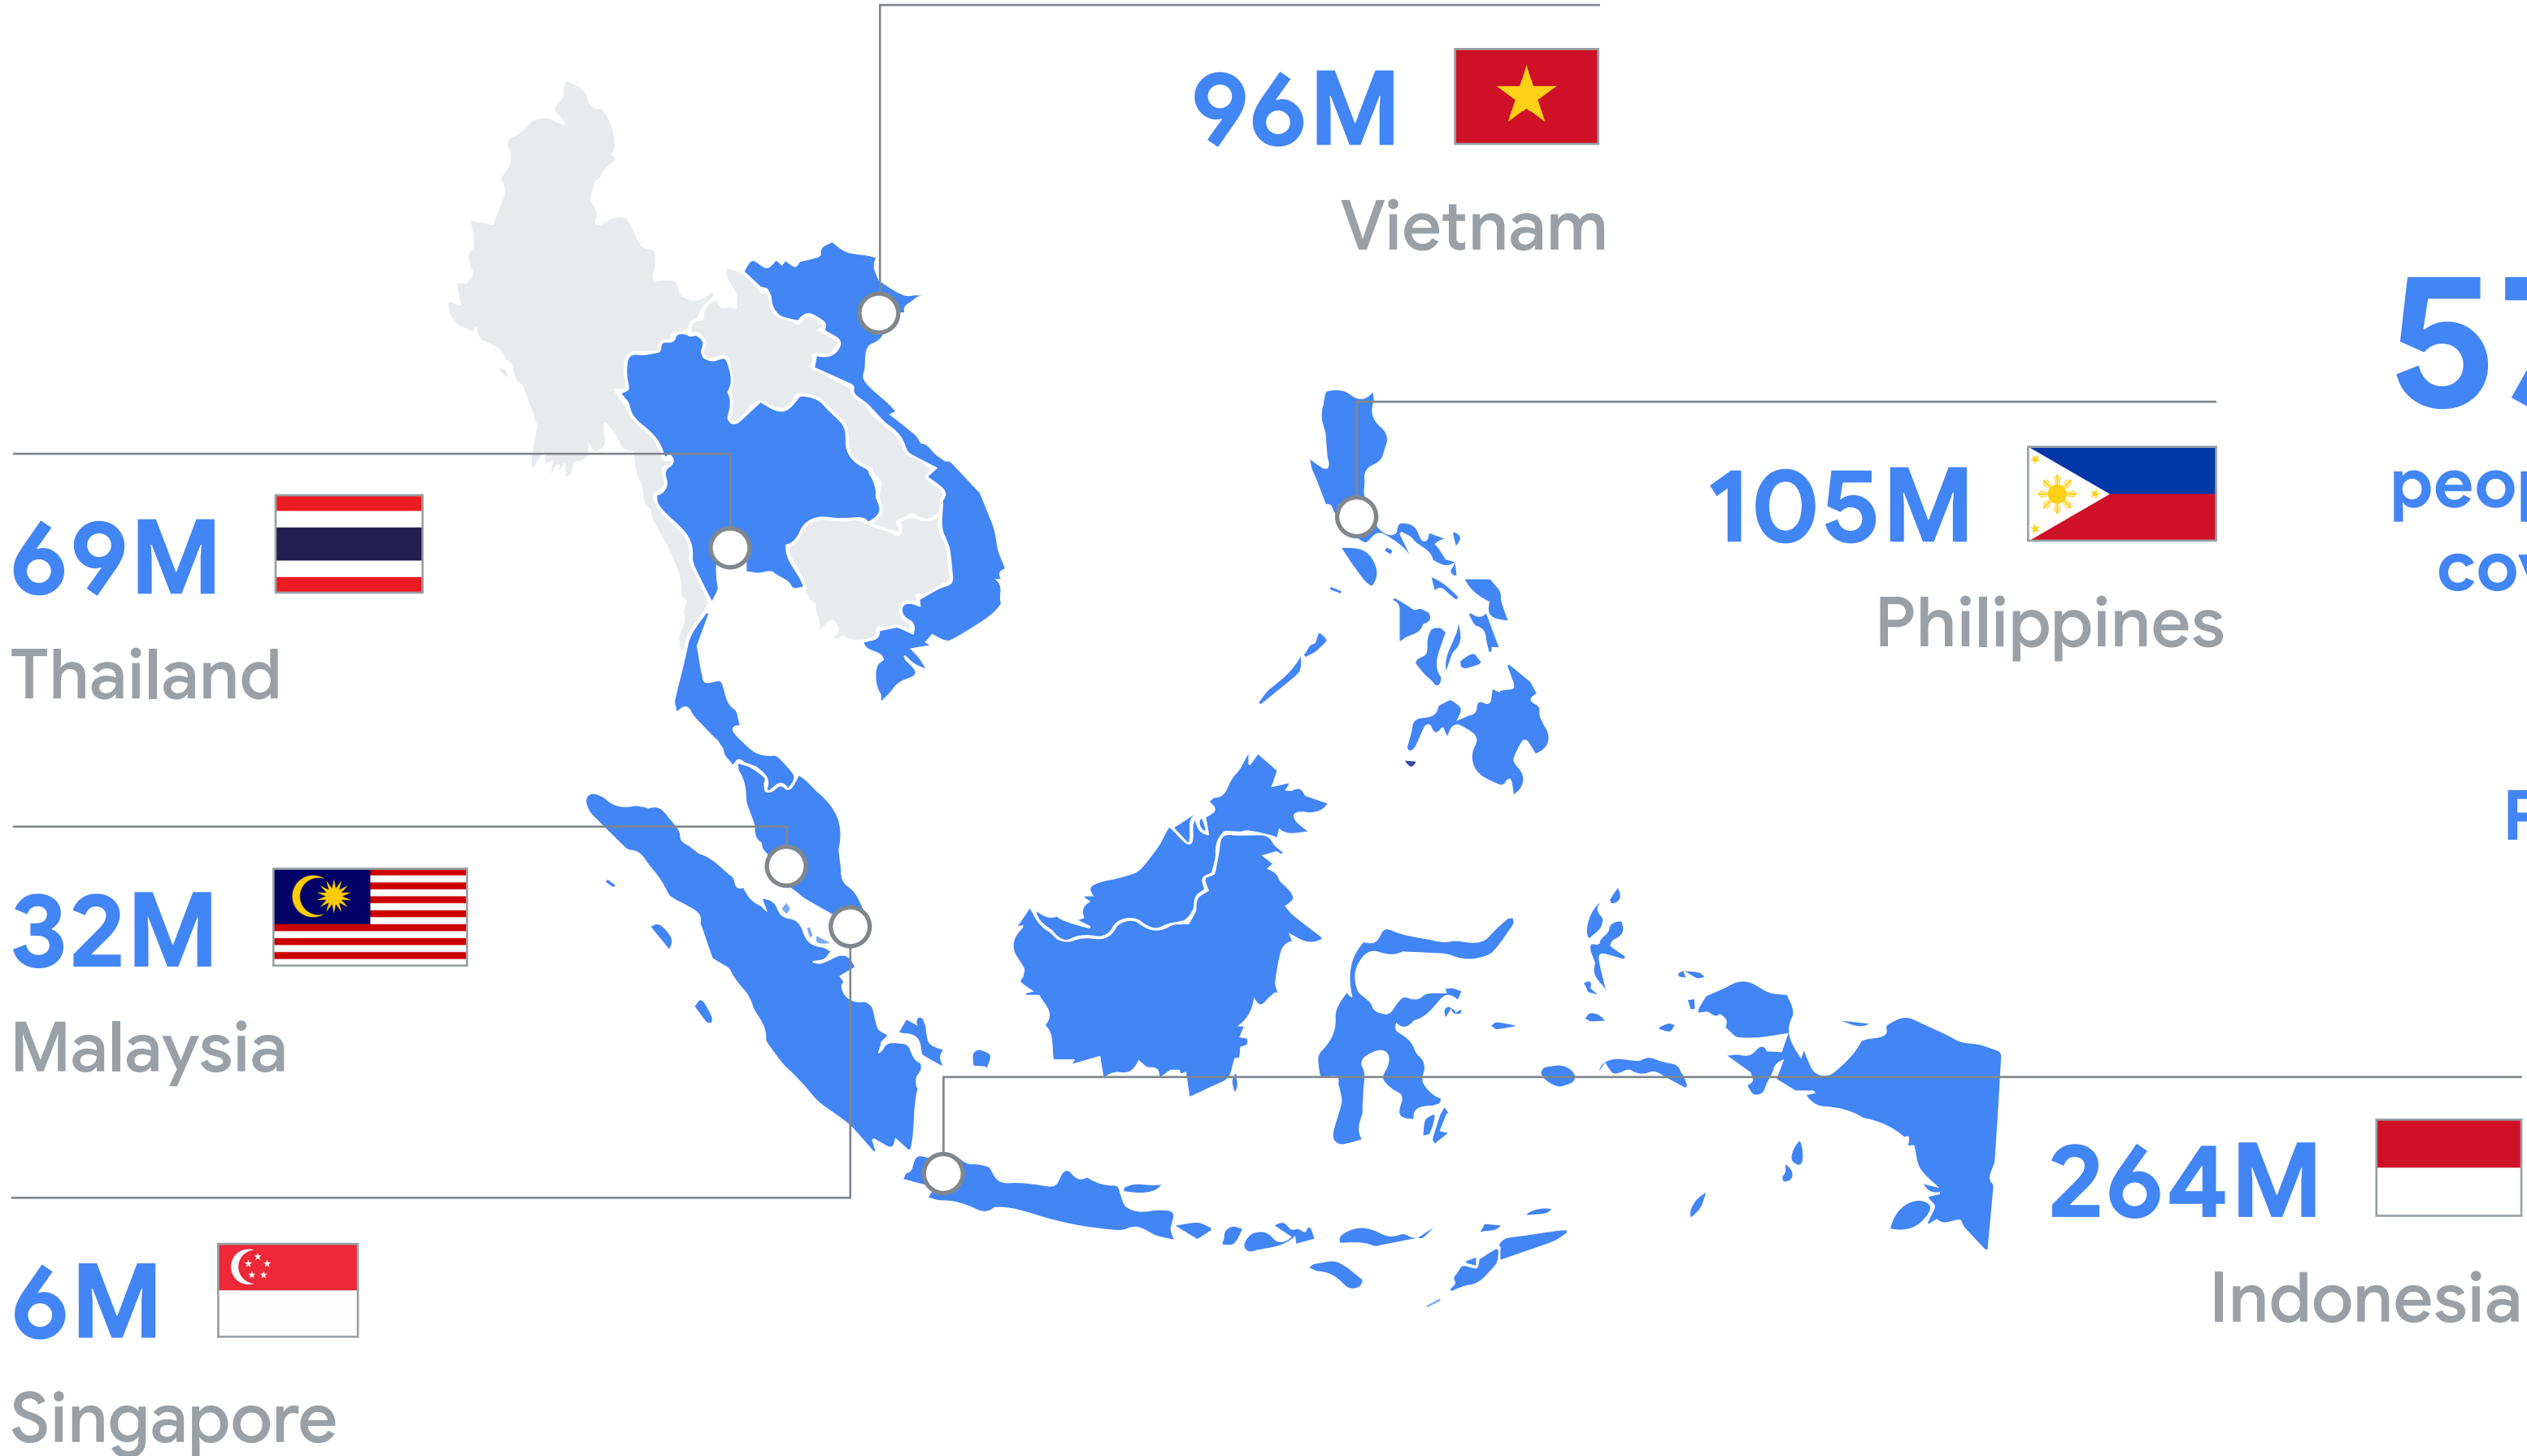 96M
Vietnam
105M
Philippines
69M
Thailand
32M
Malaysia
264M
Indonesia
6M
Singapore